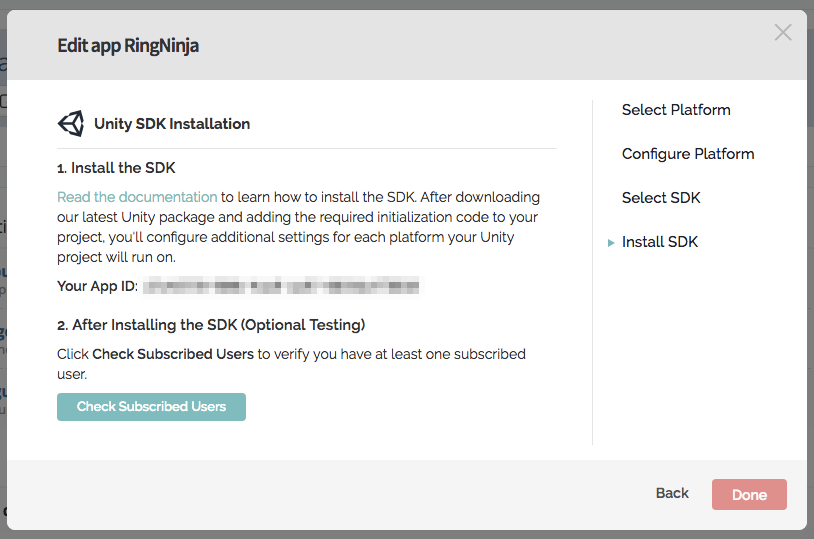 Edit app RingNinja
Unity SDK Installation
1. Install the SDK
Read the documentation to learn how to install the SDK. After downloading
our latest Unity package and adding the required initialization code to your
project, you'll configure additional settings for each platform your Unity
project will run on.
Your App ID:
2. After Installing the SDK (Optional Testing)
Click Check Subscribed Users to verify you have at least one subscribed
user.
Check Subscribed Users
Select Platform
Configure Platform
Select SDK
Install SDK
Back
Done